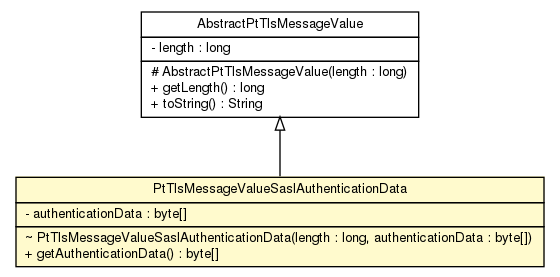 AbstractPtTlsMessageValue
- length : long
# AbstractPtTlsMessageValue(length : long)
+ getLength() : long
+ toString() : String
PtTlsMessageValueSaslAuthenticationData
- authenticationData : byte[]
~ PtTlsMessageValueSaslAuthenticationData(length : long, authenticationData : byte[])
+ getAuthenticationData() : byte[]